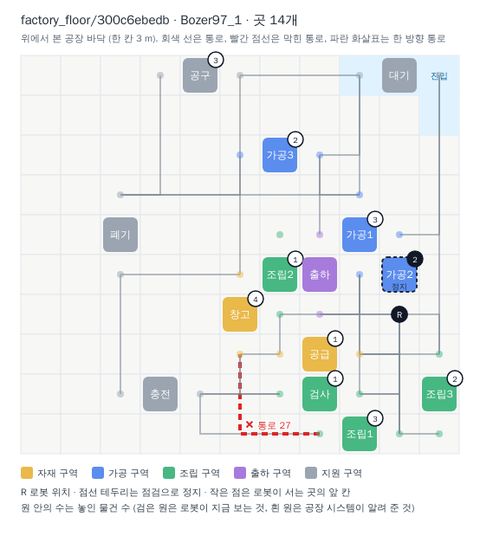 factory_floor/300c6ebedb · Bozer97_1 · 곳 14개
위에서 본 공장 바닥 (한 칸 3 m). 회색 선은 통로, 빨간 점선은 막힌 통로, 파란 화살표는 한 방향 통로
공구 3
대기
가공3 2
폐기
가공1 3
조립2 1
출하
가공2 2
정지
창고 4
R
공급 1
충전
검사 1
조립3 2
✕ 통로 27
조립1 3
자재 구역
가공 구역
조립 구역
출하 구역
지원 구역
R 로봇 위치 · 점선 테두리는 점검으로 정지 · 작은 점은 로봇이 서는 곳의 앞 칸
원 안의 수는 놓인 물건 수 (검은 원은 로봇이 지금 보는 것, 흰 원은 공장 시스템이 알려 준 것)